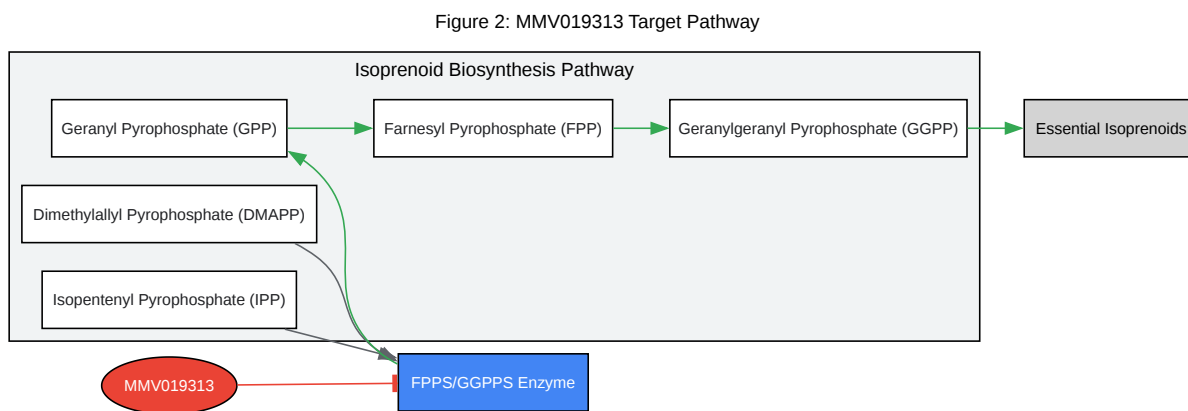 Figure 2: MMV019313 Target Pathway
Isoprenoid Biosynthesis Pathway
Geranyl Pyrophosphate (GPP)
Farnesyl Pyrophosphate (FPP)
Geranylgeranyl Pyrophosphate (GGPP)
Essential Isoprenoids
Dimethylallyl Pyrophosphate (DMAPP)
Isopentenyl Pyrophosphate (IPP)
MMV019313
FPPS/GGPPS Enzyme